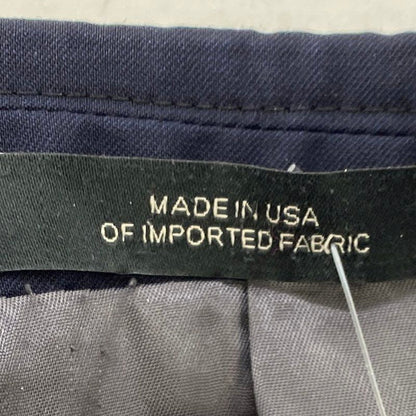 MADE IN USA
OF IMPORTED FABRIC